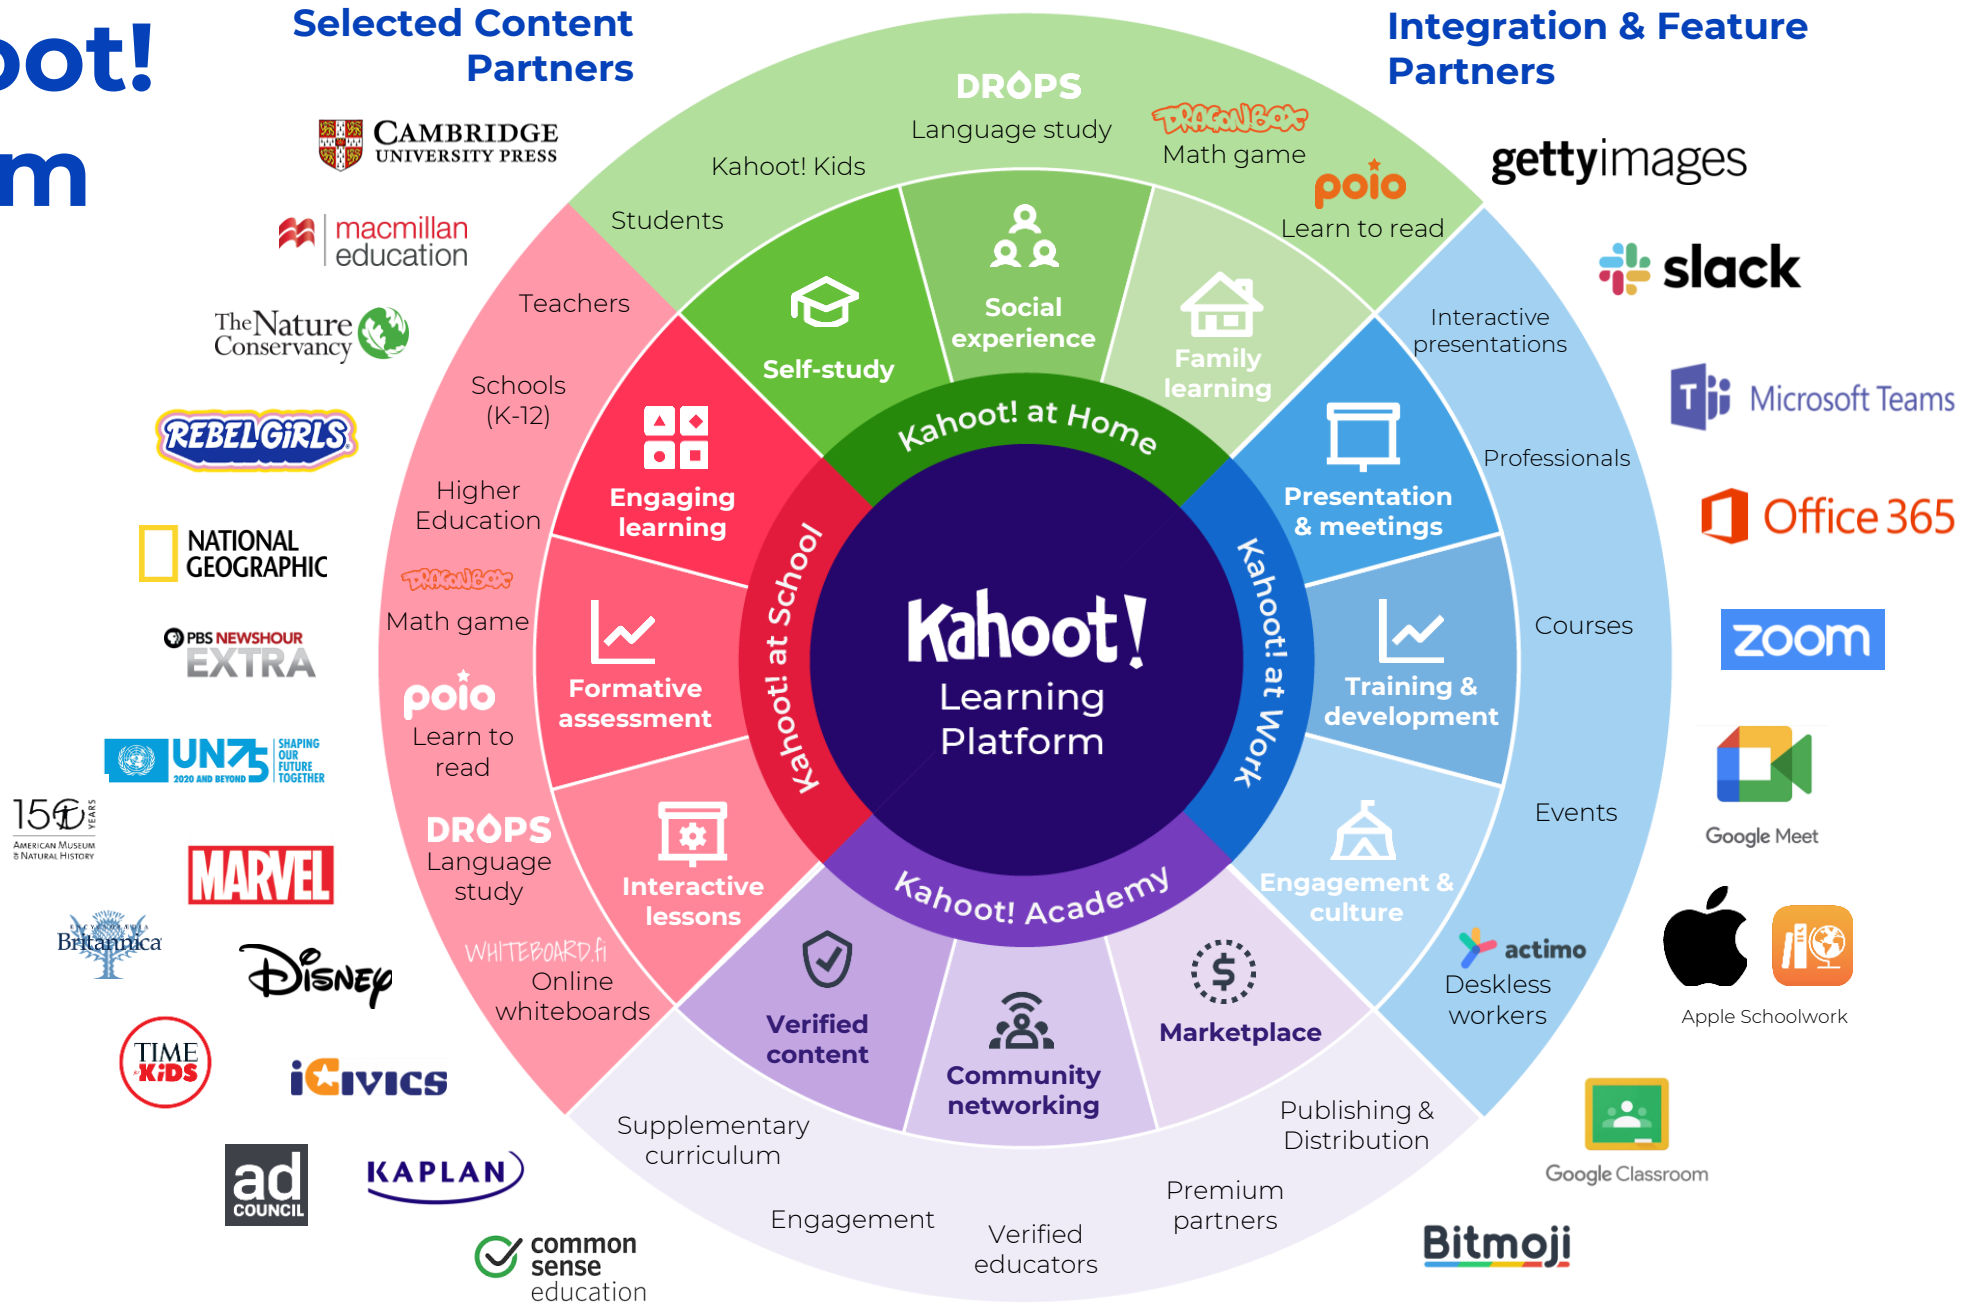 oot!
m
Selected Content
Partners
Integration & Feature
Partners
CAMBRIDGE
UNIVERSITY PRESS
macmillan
education
The Nature
Conservancy
REBEL GiRLS
NATIONAL
GEOGRAPHIC
PBS NEWSHOUR
EXTRA
UN75
2020 AND BEYOND
SHAPING
OUR
FUTURE
TOGETHER
150
YEARS
AMERICAN MUSEUM
& NATURAL HISTORY
MARVEL
ENCYCLOPÆDIA
Britannica
DISNEY
TIME
for KiDS
iCIVICS
ad
COUNCIL
KAPLAN
common
sense
education
DROPS
Language study
DRAGONBOX
Math game
poio
Learn to read
Kahoot! Kids
Students
Self-study
Social
experience
Family
learning
Kahoot! at Home
Teachers
Schools
(K-12)
Higher
Education
DRAGONBOX
Math game
poio
Learn to
read
DROPS
Language
study
WHITEBOARD.fi
Online
whiteboards
Engaging
learning
Formative
assessment
Interactive
lessons
Kahoot! at School
Kahoot!
Learning
Platform
Kahoot! at Work
Presentation
& meetings
Training &
development
Engagement &
culture
Interactive
presentations
Professionals
Courses
Events
actimo
Deskless
workers
Kahoot! Academy
Verified
content
Community
networking
Marketplace
Supplementary
curriculum
Engagement
Verified
educators
Premium
partners
Publishing &
Distribution
gettyimages
slack
T
Microsoft Teams
Office 365
zoom
Google Meet
Apple Schoolwork
Google Classroom
Bitmoji